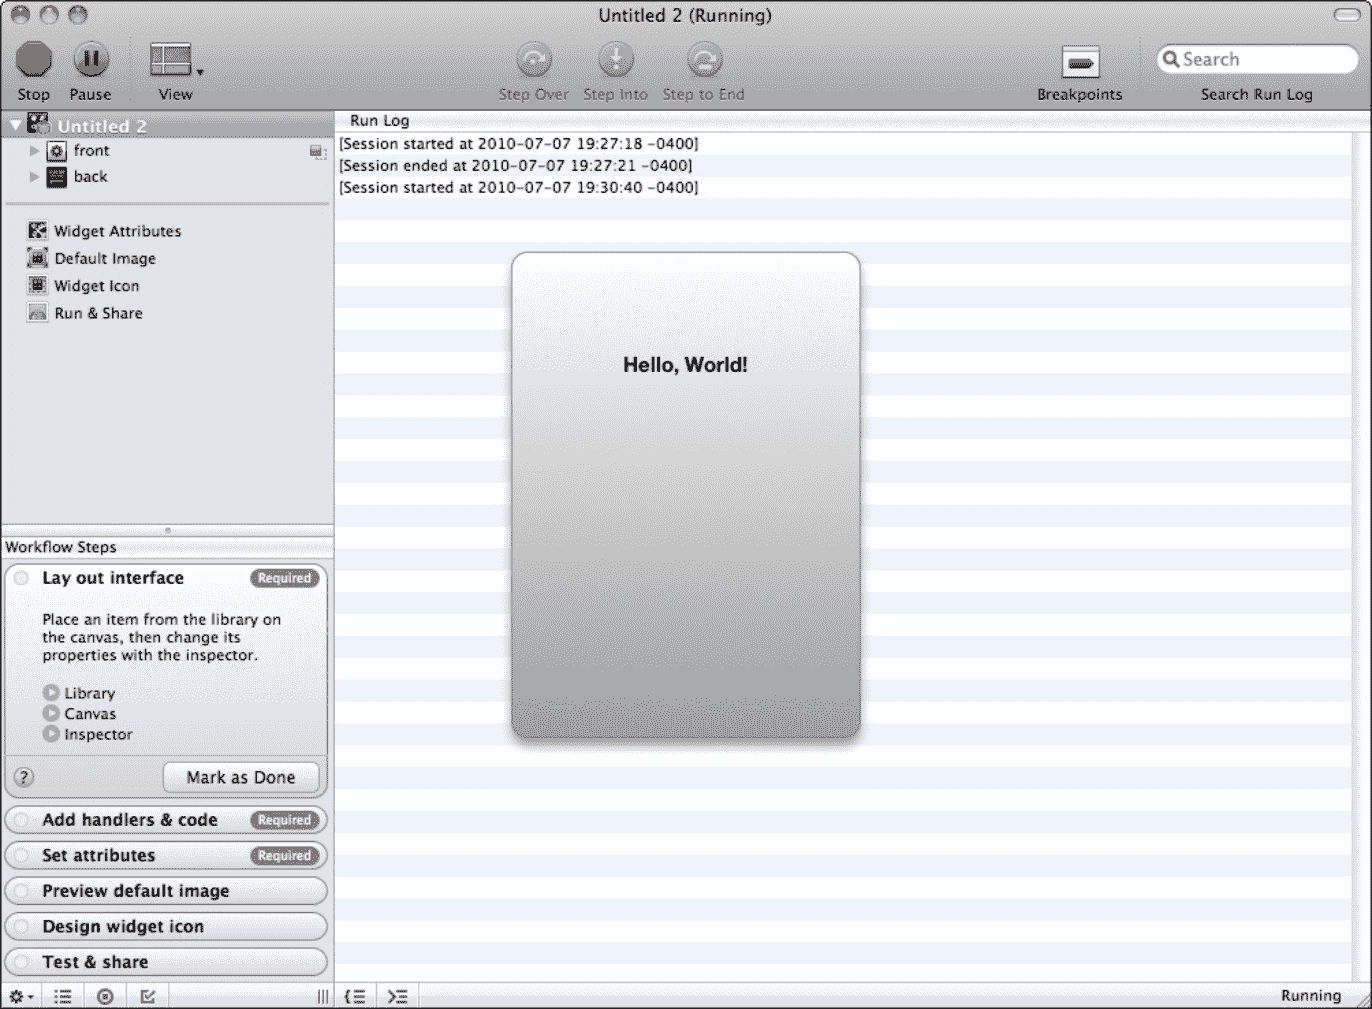 Untitled 2 (Running)
Stop
Pause
View
Step Over
Step Into
Step to End
Breakpoints
Search
Search Run Log
Untitled 2
front
back
Widget Attributes
Default Image
Widget Icon
Run & Share
Run Log
[Session started at 2010-07-07 19:27:18 -0400]
[Session ended at 2010-07-07 19:27:21 -0400]
[Session started at 2010-07-07 19:30:40 -0400]
Hello, World!
Workflow Steps
Lay out interface
Required
Place an item from the library on
the canvas, then change its
properties with the inspector.
Library
Canvas
Inspector
?
Mark as Done
Add handlers & code
Required
Set attributes
Required
Preview default image
Design widget icon
Test & share
Running